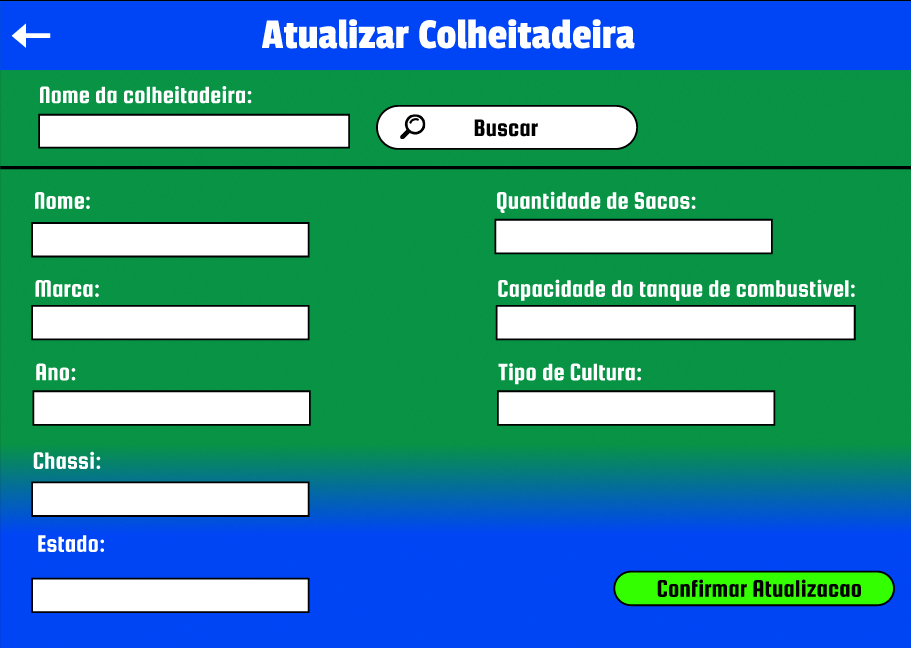 Atualizar Colheitadeira
Nome da colheitadeira:
Buscar
Nome:
Quantidade de Sacos:
Marca:
Capacidade do tanque de combustivel:
Ano:
Tipo de Cultura:
Chassi:
Estado:
Confirmar Atualizacao